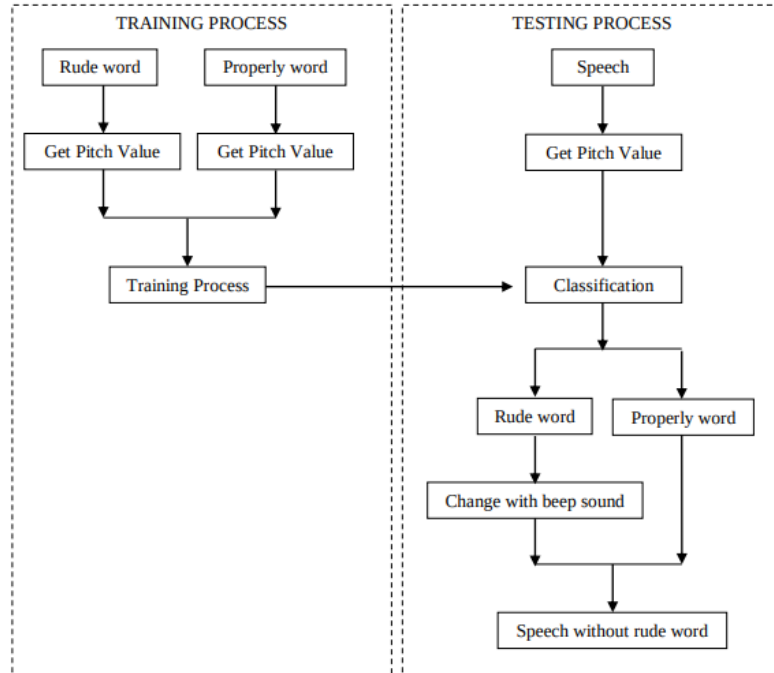 TRAINING PROCESS
Rude word
Properly word
Get Pitch Value
Get Pitch Value
Training Process
TESTING PROCESS
Speech
Get Pitch Value
Classification
Rude word
Properly word
Change with beep sound
Speech without rude word